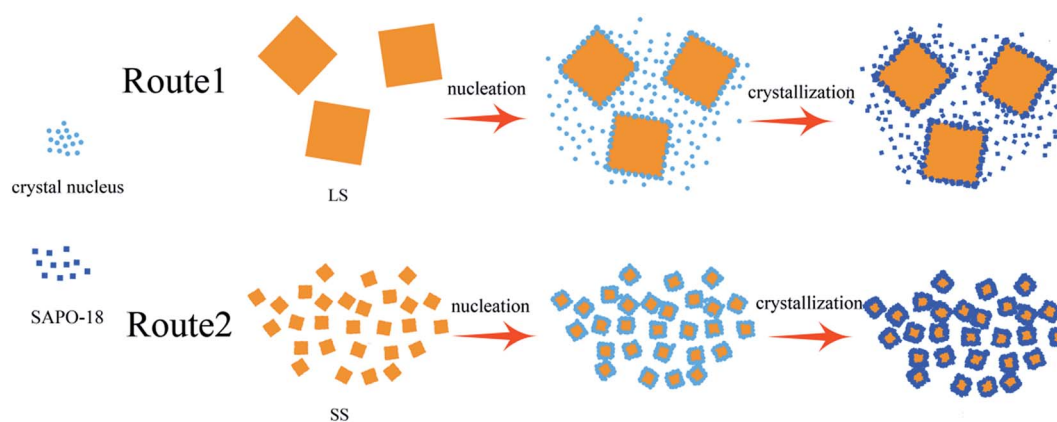 Route1
nucleation
crystallization
crystal nucleus
LS
SAPO-18
Route2
nucleation
crystallization
SS